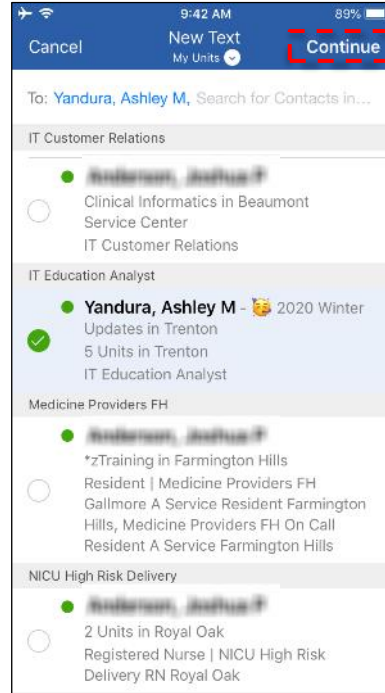 9:42 AM
89%
Cancel
New Text
Continue
My Units
To: Yandura, Ashley M, Search for Contacts in...
IT Customer Relations
Clinical Informatics in Beaumont
Service Center
IT Customer Relations
IT Education Analyst
Yandura, Ashley M - 🥳 2020 Winter
Updates in Trenton
5 Units in Trenton
IT Education Analyst
Medicine Providers FH
*zTraining in Farmington Hills
Resident | Medicine Providers FH
Gallmore A Service Resident Farmington
Hills, Medicine Providers FH On Call
Resident A Service Farmington Hills
NICU High Risk Delivery
2 Units in Royal Oak
Registered Nurse | NICU High Risk
Delivery RN Royal Oak